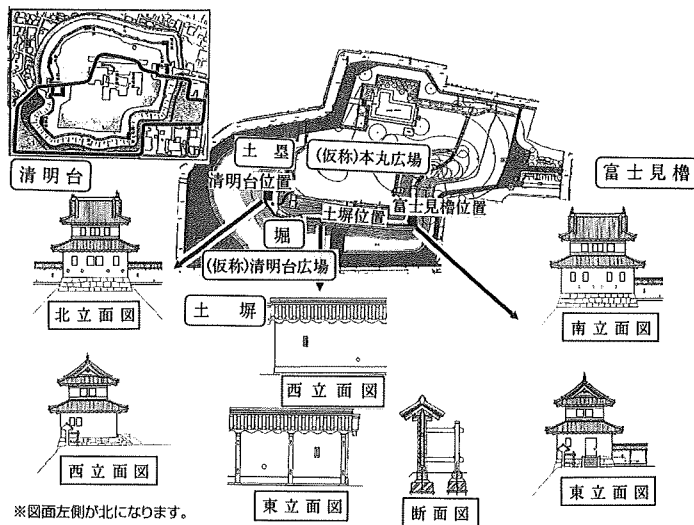 清明台
土塁
(仮称)本丸広場
清明台位置
土塀位置
富士見櫓位置
堀
(仮称)清明台広場
富士見櫓
北立面図
土塀
西立面図
南立面図
西立面図
東立面図
断面図
東立面図
※図面左側が北になります。